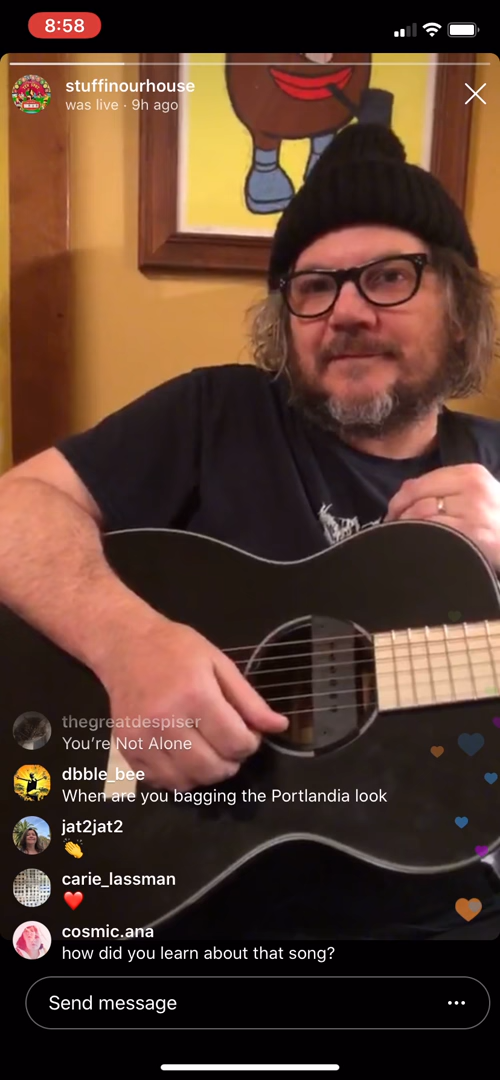 8:58
stuffinourhouse
was live · 9h ago
thegreatdespiser
You're Not Alone
dbble_bee
When are you bagging the Portlandia look
jat2jat2
👏
carie_lassman
❤️
cosmic.ana
how did you learn about that song?
Send message